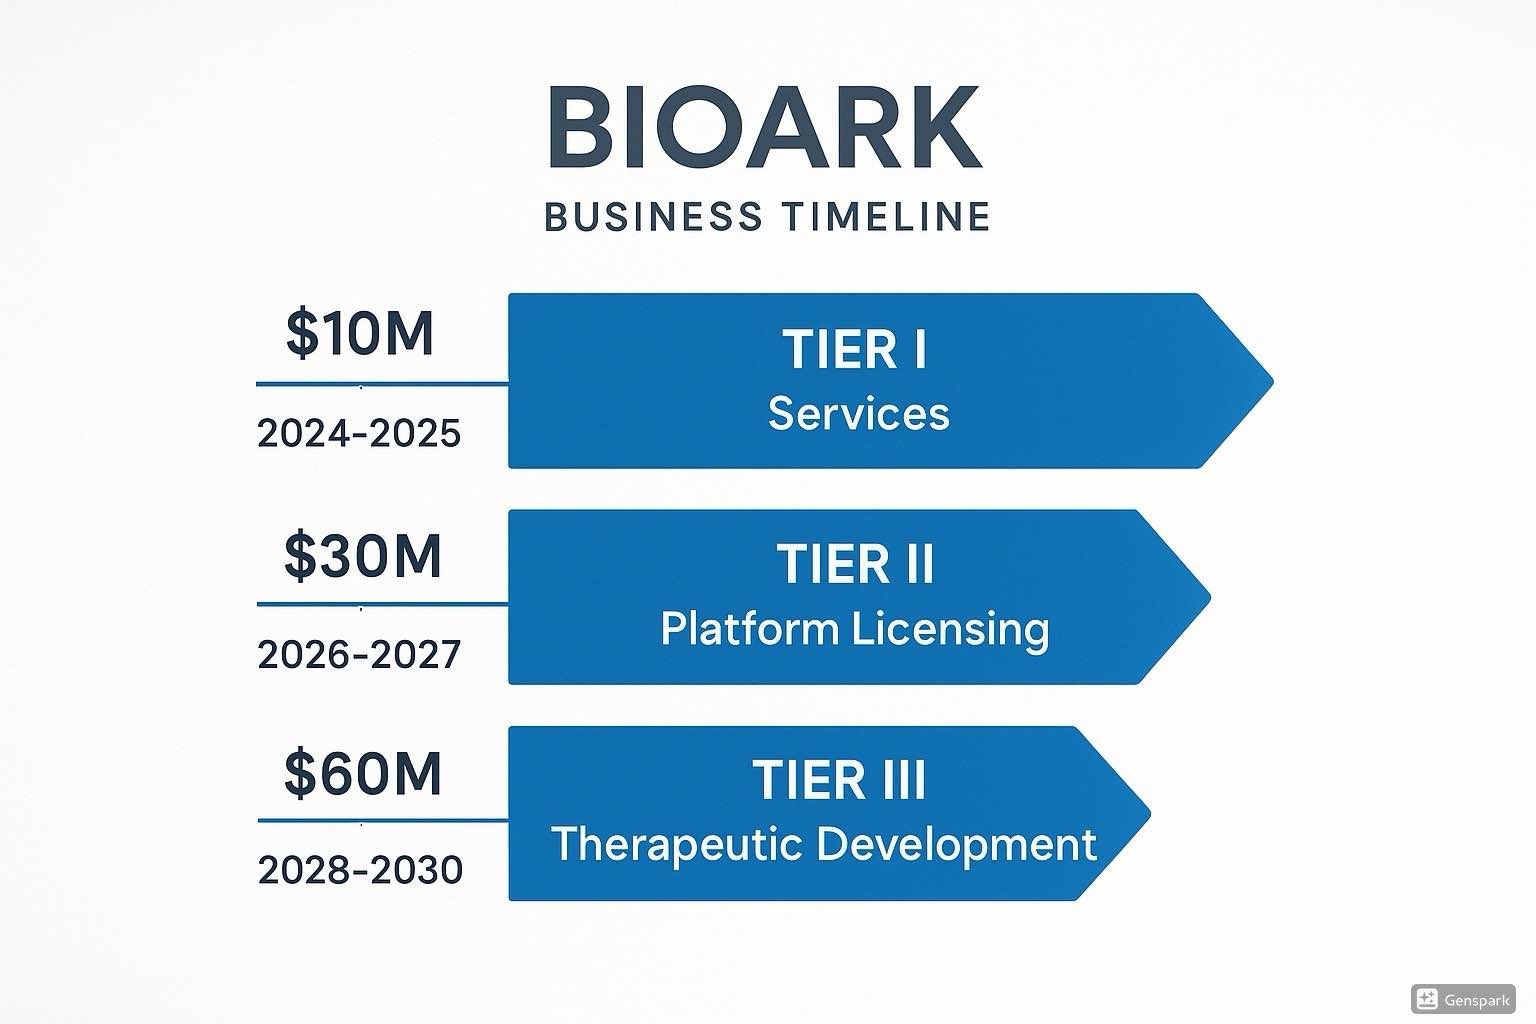 BIOARK
BUSINESS TIMELINE
$10M
2024-2025
TIER I
Services
$30M
2026-2027
TIER II
Platform Licensing
$60M
2028-2030
TIER III
Therapeutic Development
Genspark